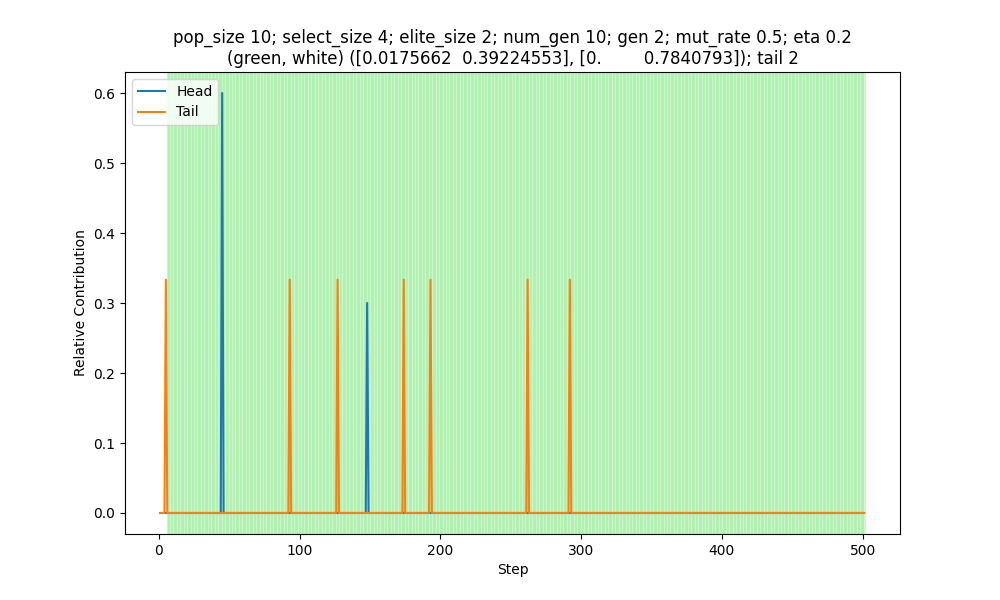 pop_size 10; select_size 4; elite_size 2; num_gen 10; gen 2; mut_rate 0.5; eta 0.2
(green, white) ([0.0175662  0.39224553], [0.         0.7840793]); tail 2
Head
Tail
0.6
0.5
0.4
0.3
0.2
0.1
0.0
Relative Contribution
0 100 200 300 400 500
Step